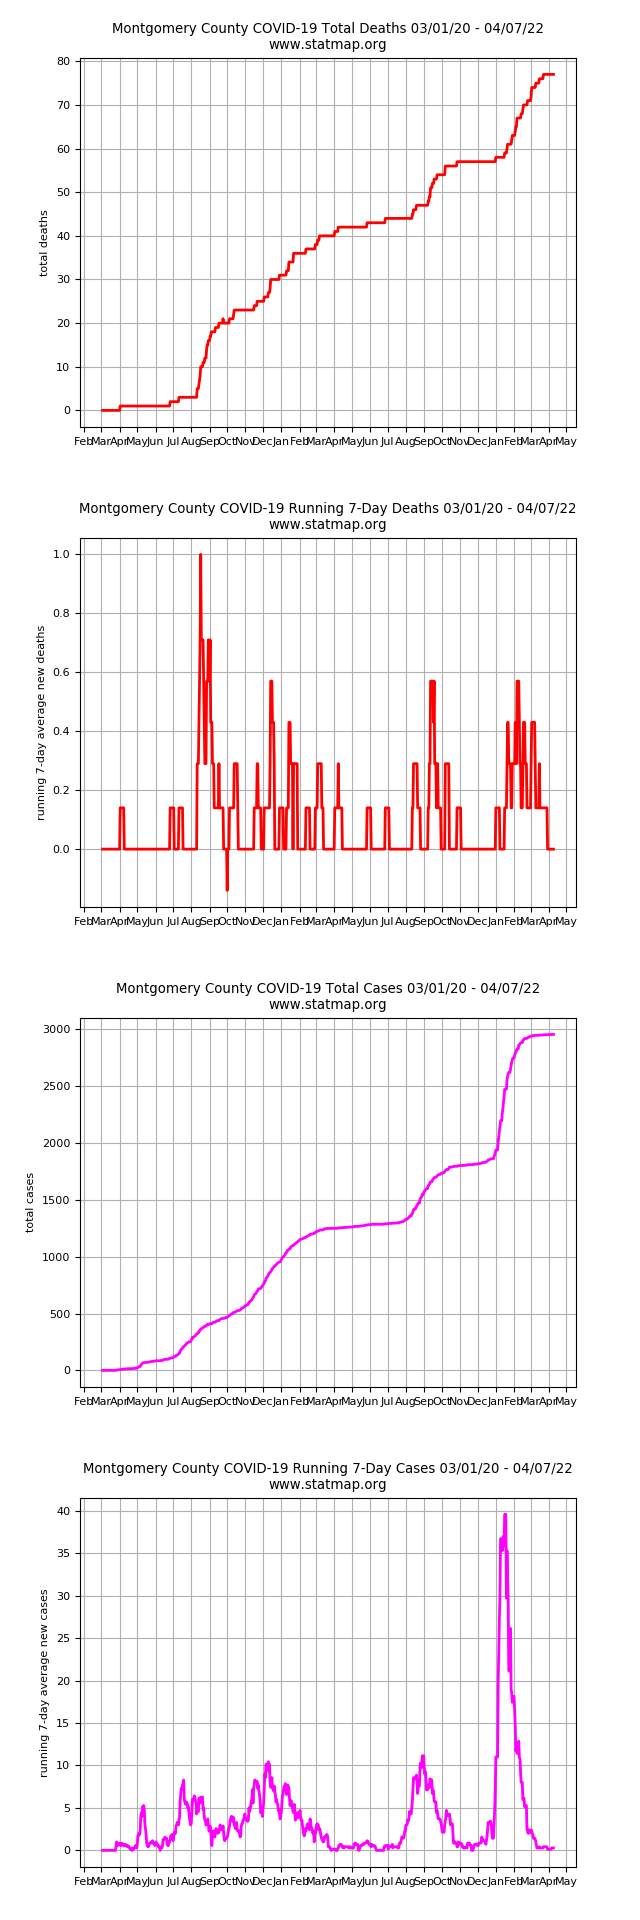 Montgomery County COVID-19 Total Deaths 03/01/20 - 04/07/22
www.statmap.org
80
70
60
50
40
30
20
10
0
total deaths
Feb Mar Apr May Jun Jul Aug Sep Oct Nov Dec Jan Feb Mar Apr May Jun Jul Aug Sep Oct Nov Dec Jan Feb Mar Apr May
Montgomery County COVID-19 Running 7-Day Deaths 03/01/20 - 04/07/22
www.statmap.org
1.0
0.8
0.6
0.4
0.2
0.0
running 7-day average new deaths
Feb Mar Apr May Jun Jul Aug Sep Oct Nov Dec Jan Feb Mar Apr May Jun Jul Aug Sep Oct Nov Dec Jan Feb Mar Apr May
Montgomery County COVID-19 Total Cases 03/01/20 - 04/07/22
www.statmap.org
3000
2500
2000
1500
1000
500
0
total cases
Feb Mar Apr May Jun Jul Aug Sep Oct Nov Dec Jan Feb Mar Apr May Jun Jul Aug Sep Oct Nov Dec Jan Feb Mar Apr May
Montgomery County COVID-19 Running 7-Day Cases 03/01/20 - 04/07/22
www.statmap.org
40
35
30
25
20
15
10
5
0
running 7-day average new cases
Feb Mar Apr May Jun Jul Aug Sep Oct Nov Dec Jan Feb Mar Apr May Jun Jul Aug Sep Oct Nov Dec Jan Feb Mar Apr May